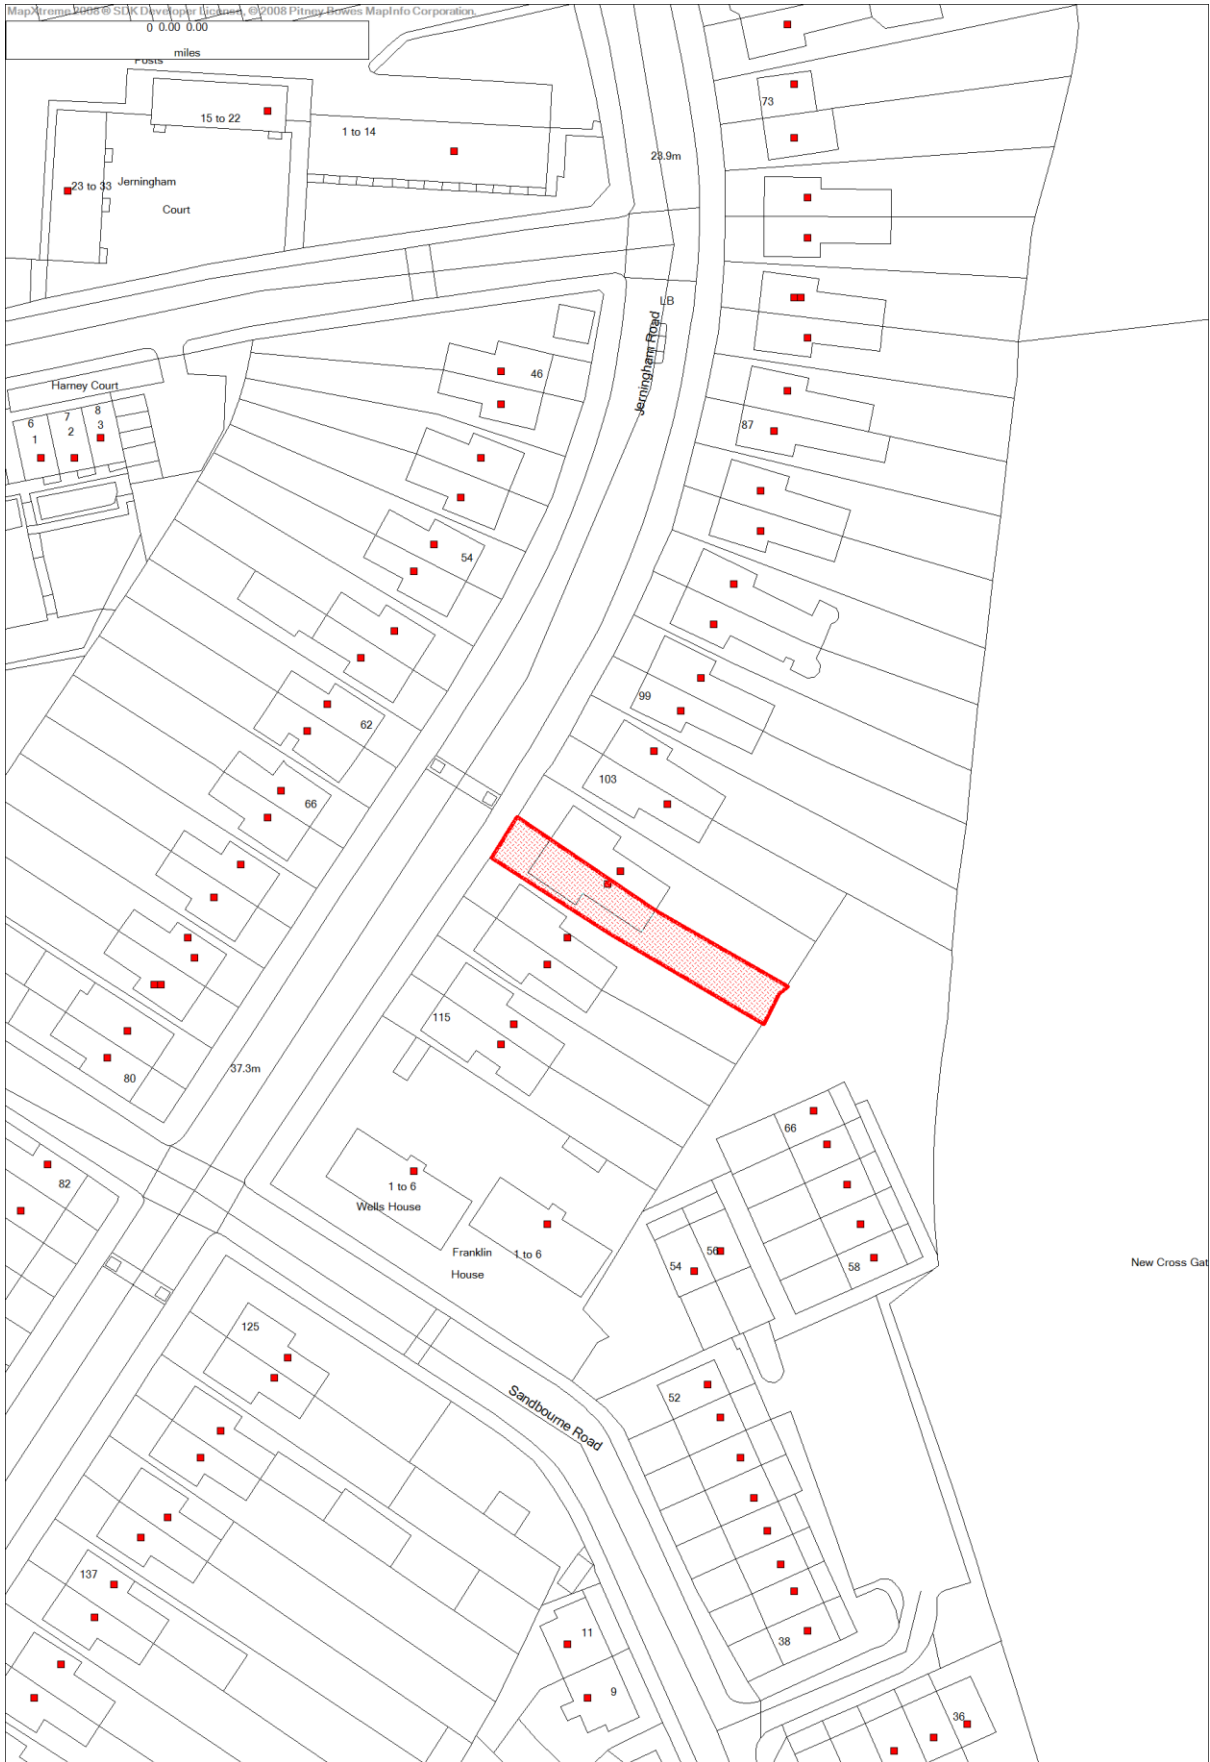 MapXtreme 2008 ® SDK Developer License, © 2008 Pitney Bowes MapInfo Corporation.
0 0.00 0.00
miles
Posts
15 to 22
1 to 14
73
23.9m
23 to 33
Jerningham
Court
LB
Jerningham Road
46
Harney Court
6
7
8
1
2
3
87
54
99
62
103
66
115
37.3m
80
66
82
1 to 6
Wells House
Franklin
House
1 to 6
54
56
58
New Cross Gat
125
52
Sandbourne Road
137
11
38
9
36